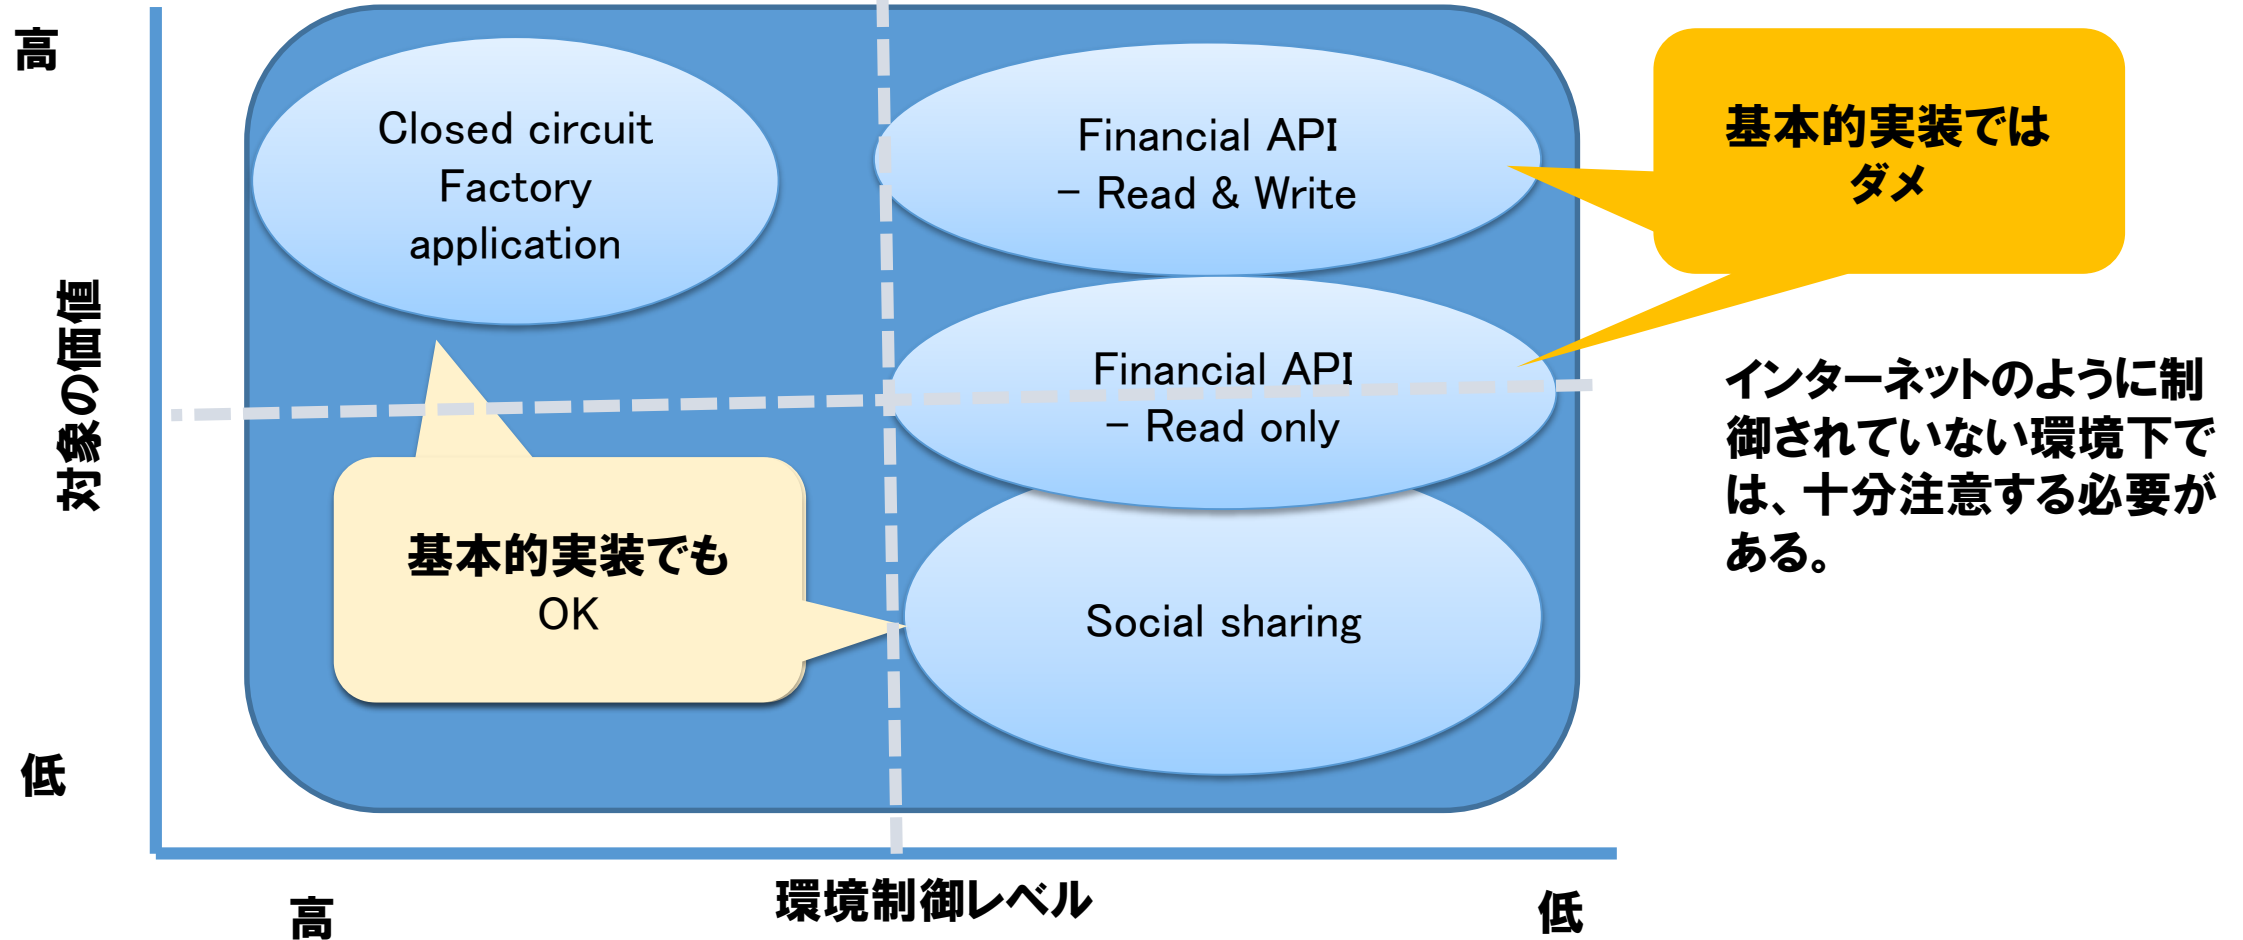 高
対象の価値
低
Closed circuit
Factory
application
Financial API
- Read & Write
Financial API
- Read only
Social sharing
基本的実装でも
OK
基本的実装では
ダメ
インターネットのように制
御されていない環境下で
は、十分注意する必要が
ある。
高
環境制御レベル
低